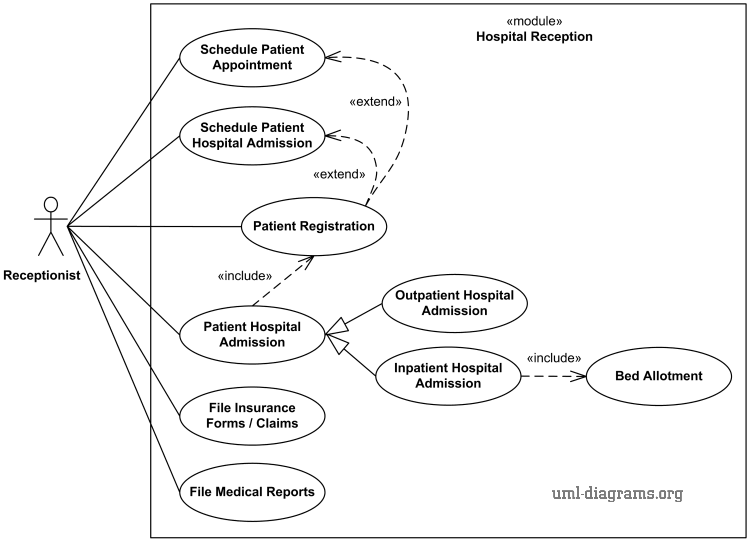 «module»
Hospital Reception
Schedule Patient
Appointment
«extend»
Schedule Patient
Hospital Admission
«extend»
Patient Registration
Receptionist
«include»
Outpatient Hospital
Admission
Patient Hospital
Admission
Inpatient Hospital
Admission
«include»
Bed Allotment
File Insurance
Forms / Claims
File Medical Reports
uml-diagrams.org